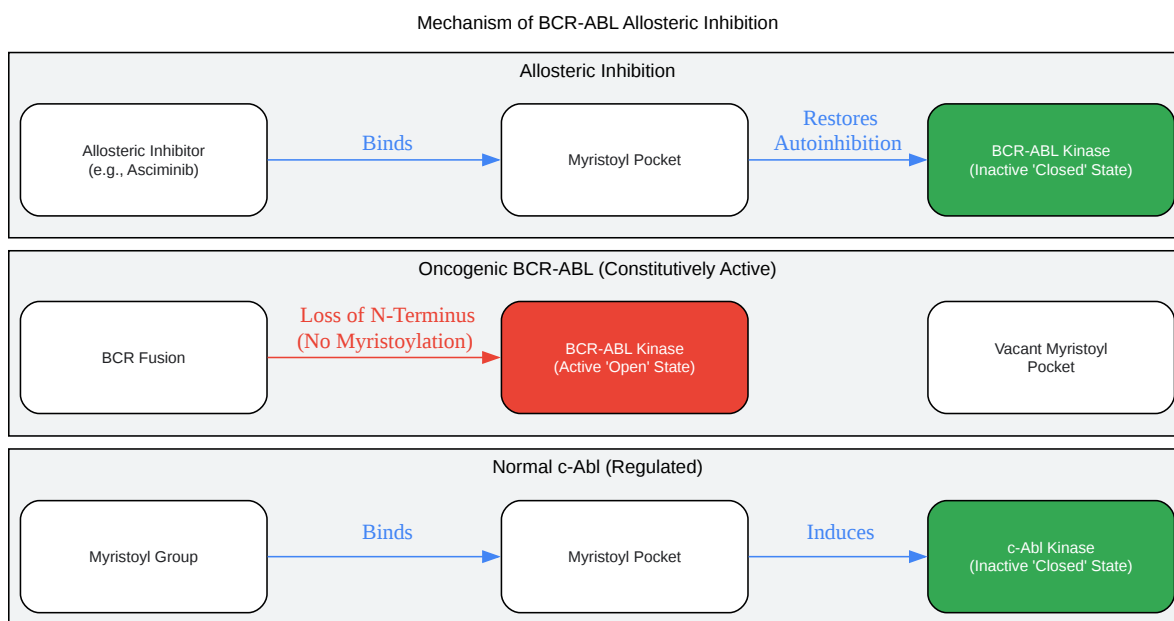 Mechanism of BCR-ABL Allosteric Inhibition
Allosteric Inhibition
Allosteric Inhibitor
(e.g., Asciminib)
Binds
Myristoyl Pocket
Restores
Autoinhibition
BCR-ABL Kinase
(Inactive 'Closed' State)
Oncogenic BCR-ABL (Constitutively Active)
BCR Fusion
Loss of N-Terminus
(No Myristoylation)
BCR-ABL Kinase
(Active 'Open' State)
Vacant Myristoyl
Pocket
Normal c-Abl (Regulated)
Myristoyl Group
Binds
Myristoyl Pocket
Induces
c-Abl Kinase
(Inactive 'Closed' State)